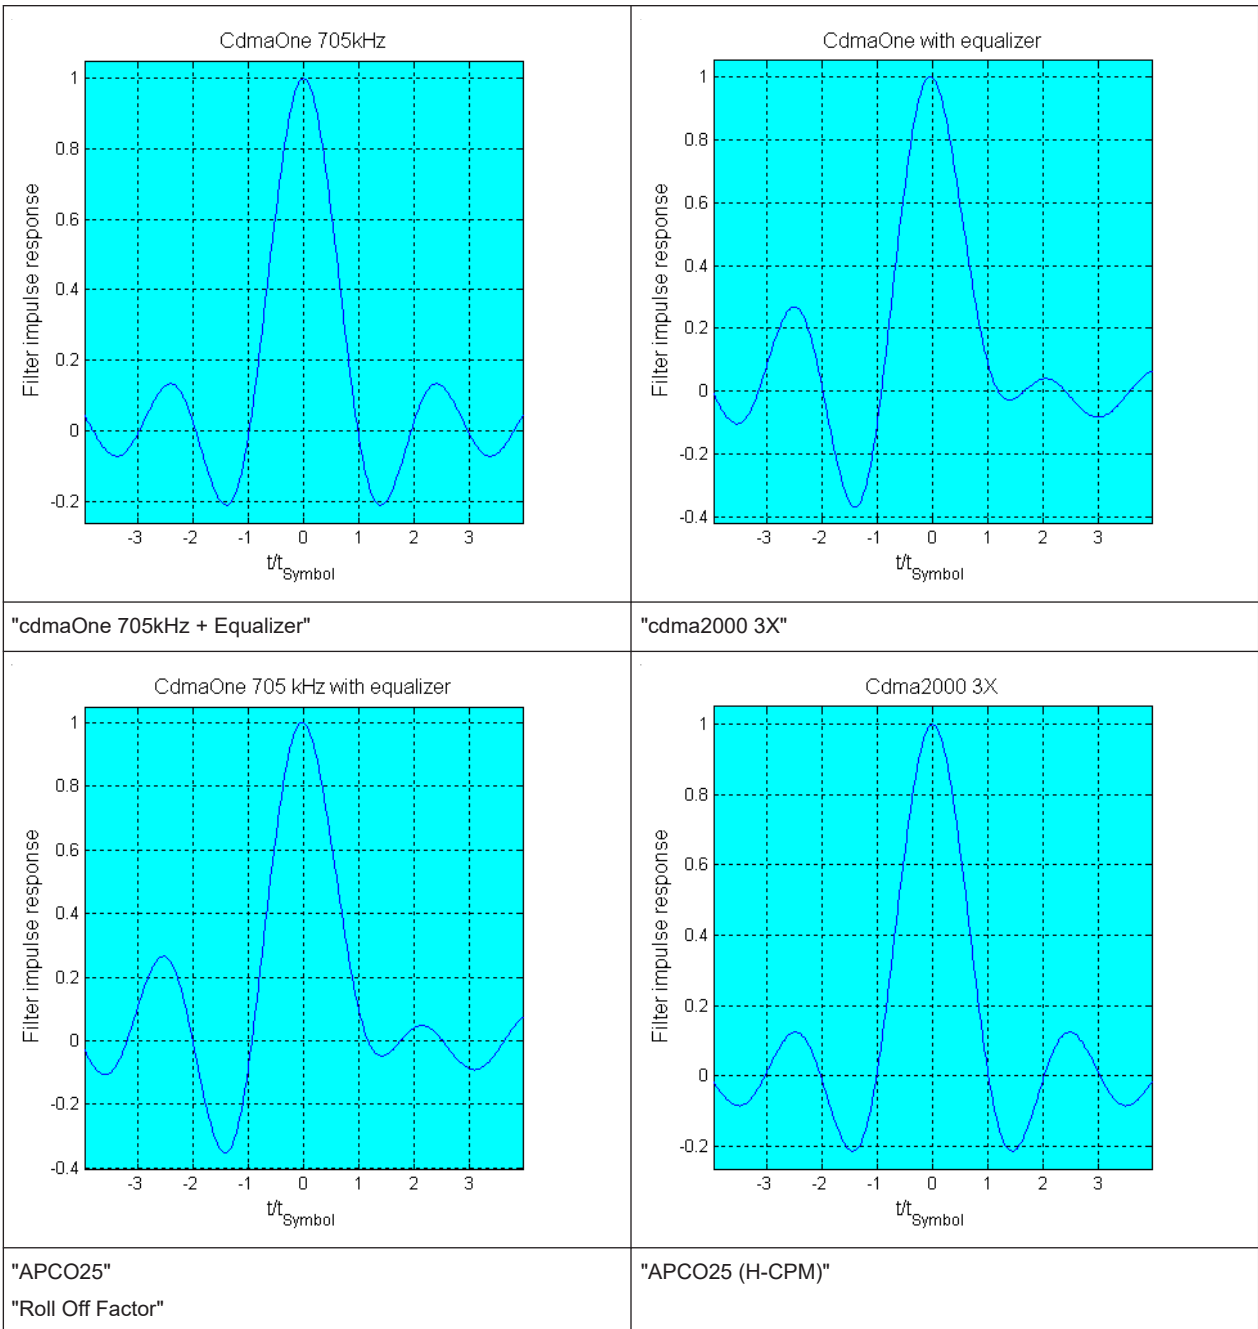 CdmaOne 705kHz
1
0.8
0.6
0.4
0.2
0
-0.2
-3 -2 -1 0 1 2 3
Filter impulse response
t/tSymbol
CdmaOne with equalizer
1
0.8
0.6
0.4
0.2
0
-0.2
-0.4
-3 -2 -1 0 1 2 3
Filter impulse response
t/tSymbol
"cdmaOne 705kHz + Equalizer"
"cdma2000 3X"
CdmaOne 705 kHz with equalizer
1
0.8
0.6
0.4
0.2
0
-0.2
-0.4
-3 -2 -1 0 1 2 3
Filter impulse response
t/tSymbol
Cdma2000 3X
1
0.8
0.6
0.4
0.2
0
-0.2
-3 -2 -1 0 1 2 3
Filter impulse response
t/tSymbol
"APCO25"
"Roll Off Factor"
"APCO25 (H-CPM)"